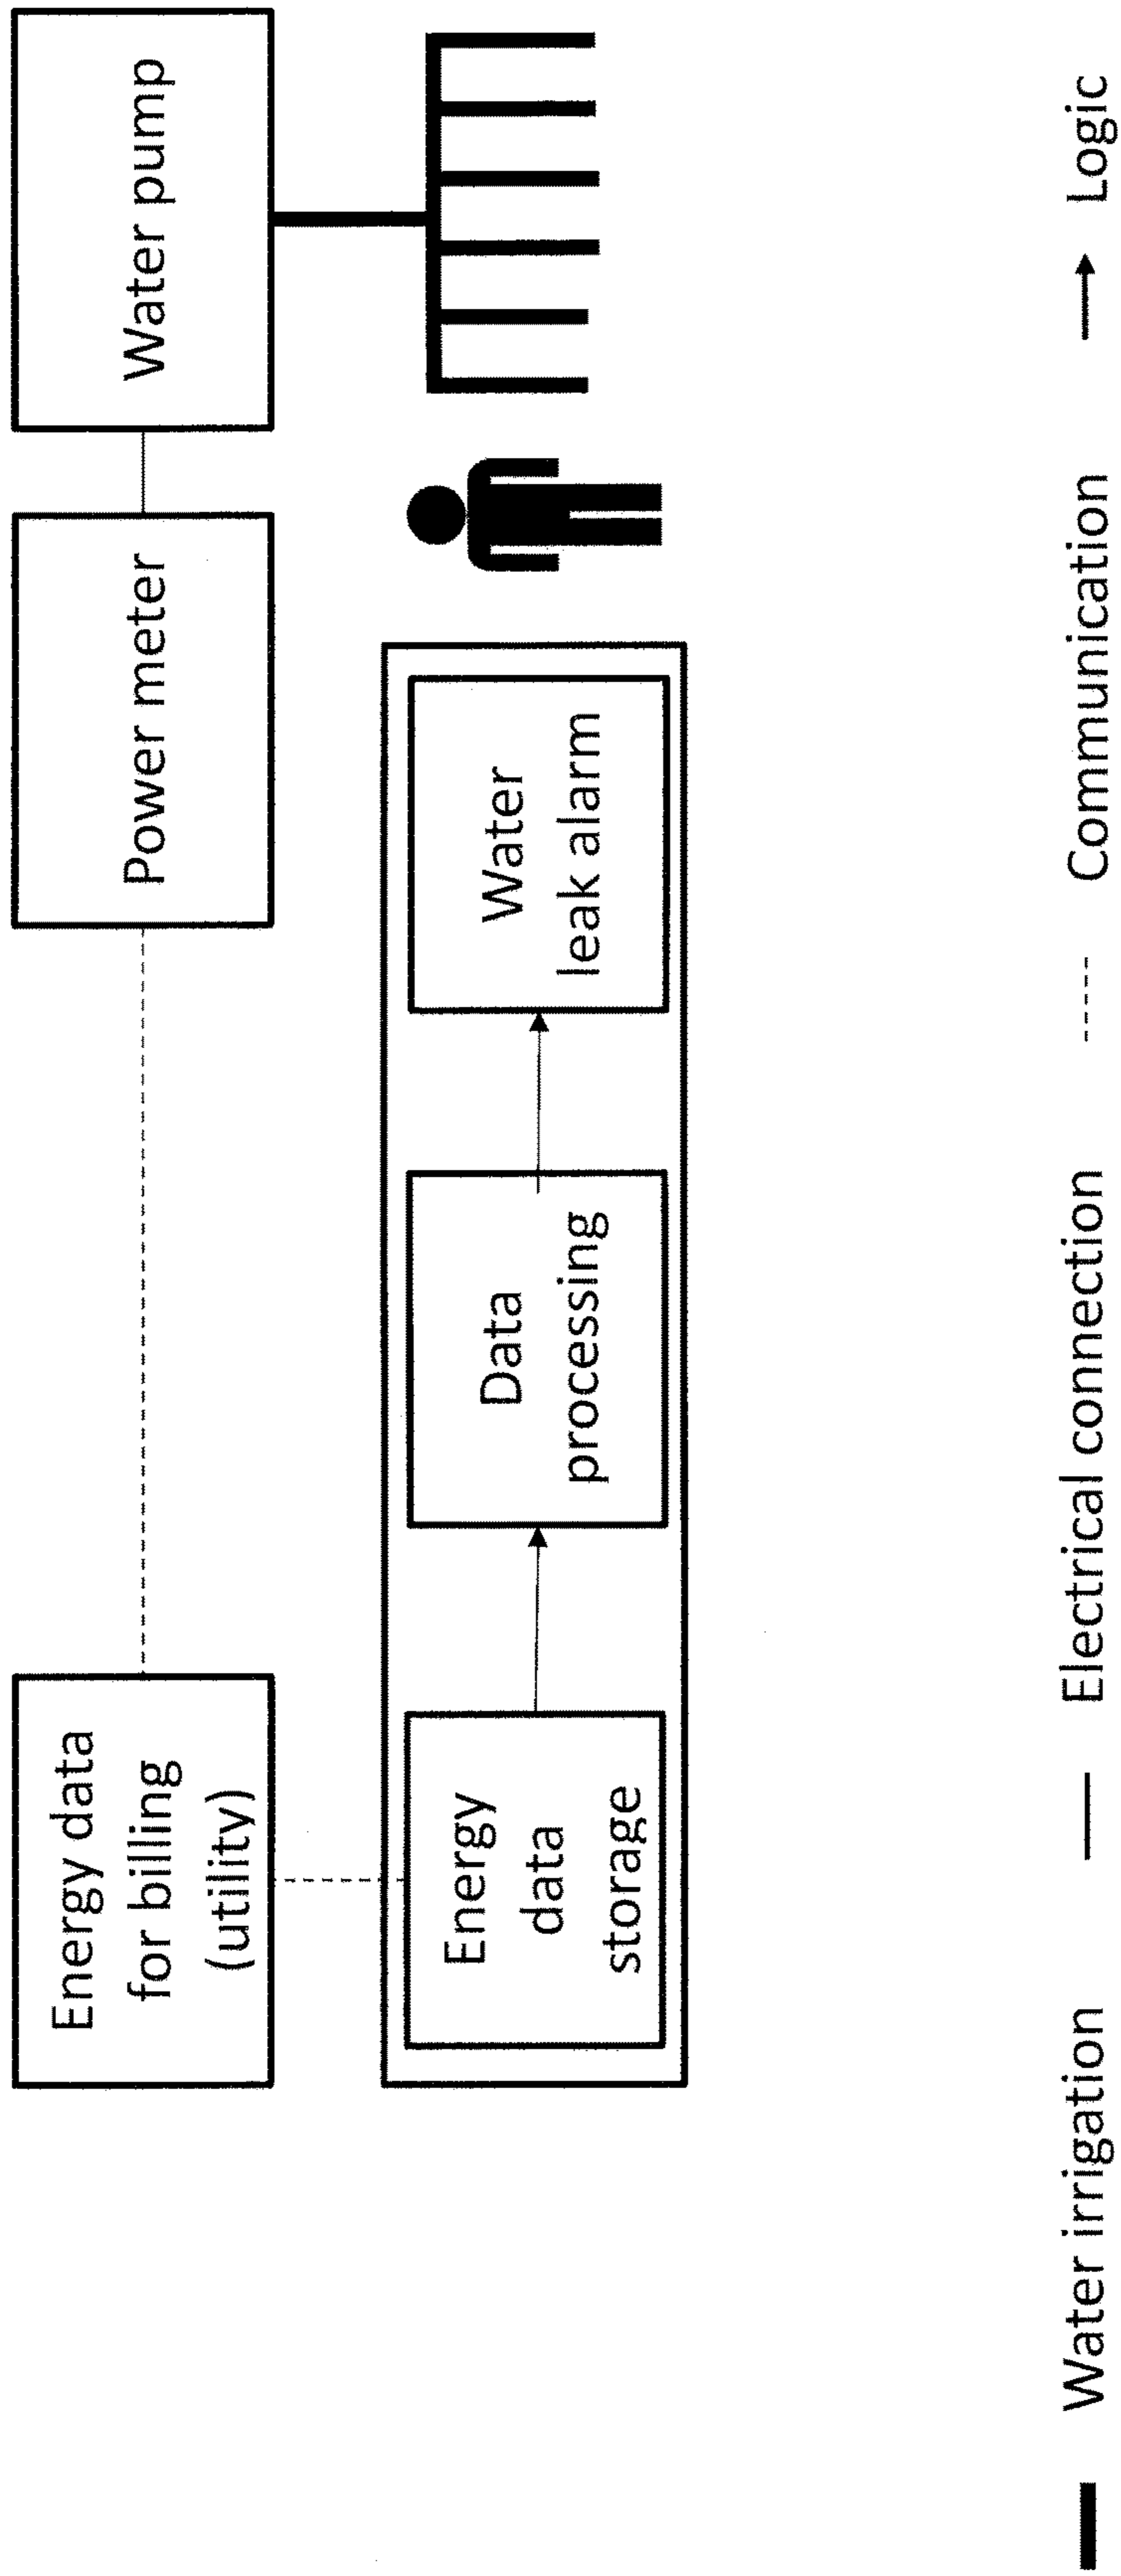 Energy data
for billing
(utility)
Power meter
Water pump
Energy
data
storage
Data
processing
Water
leak alarm
Water irrigation
Electrical connection
Communication
Logic